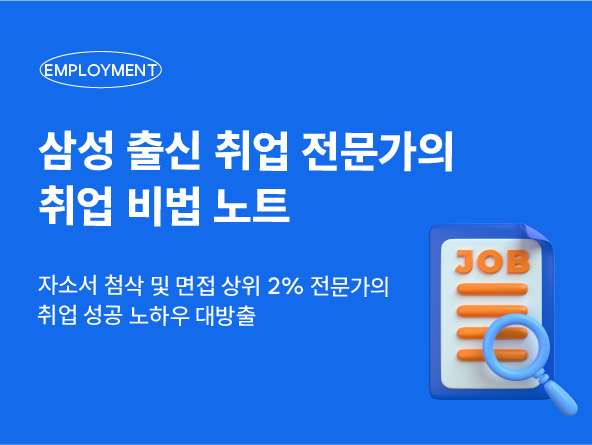 EMPLOYMENT
삼성 출신 취업 전문가의
취업 비법 노트
자소서 첨삭 및 면접 상위 2% 전문가의
취업 성공 노하우 대방출
JOB